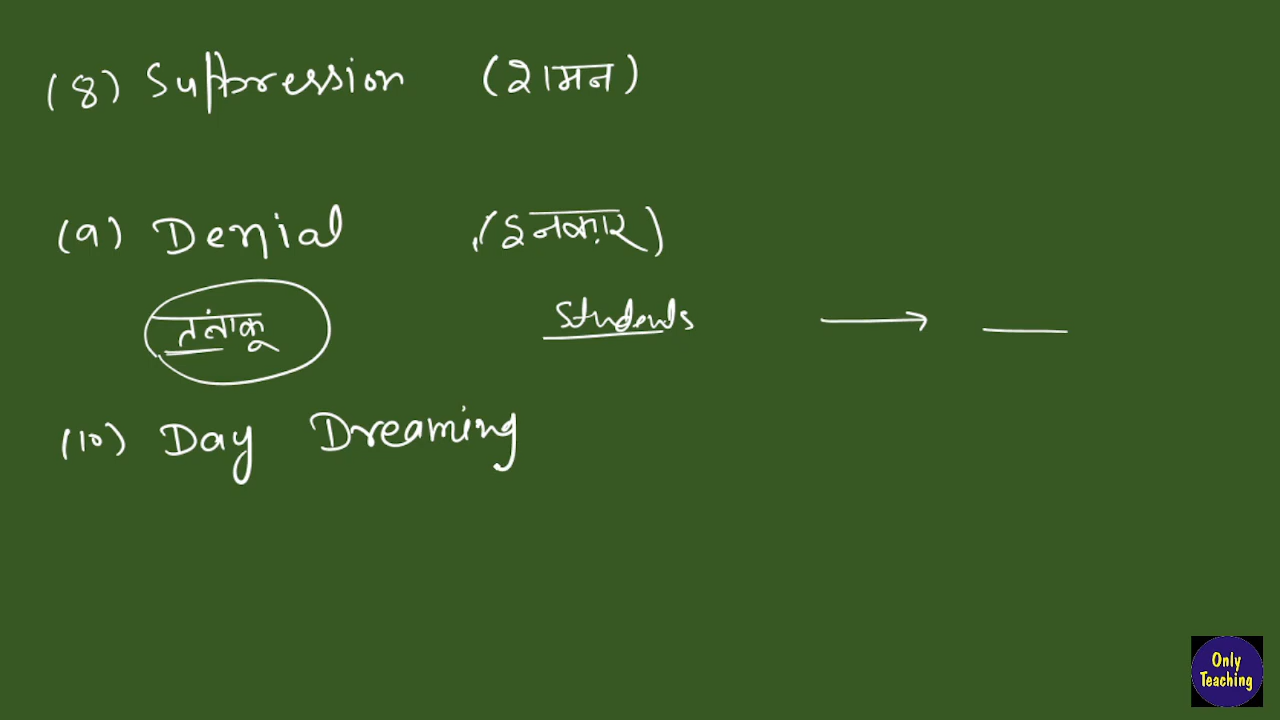 (8) Suppression (शमन)
(9) Denial (इनकार)
Students
(10) Day Dreaming
Only
Teaching